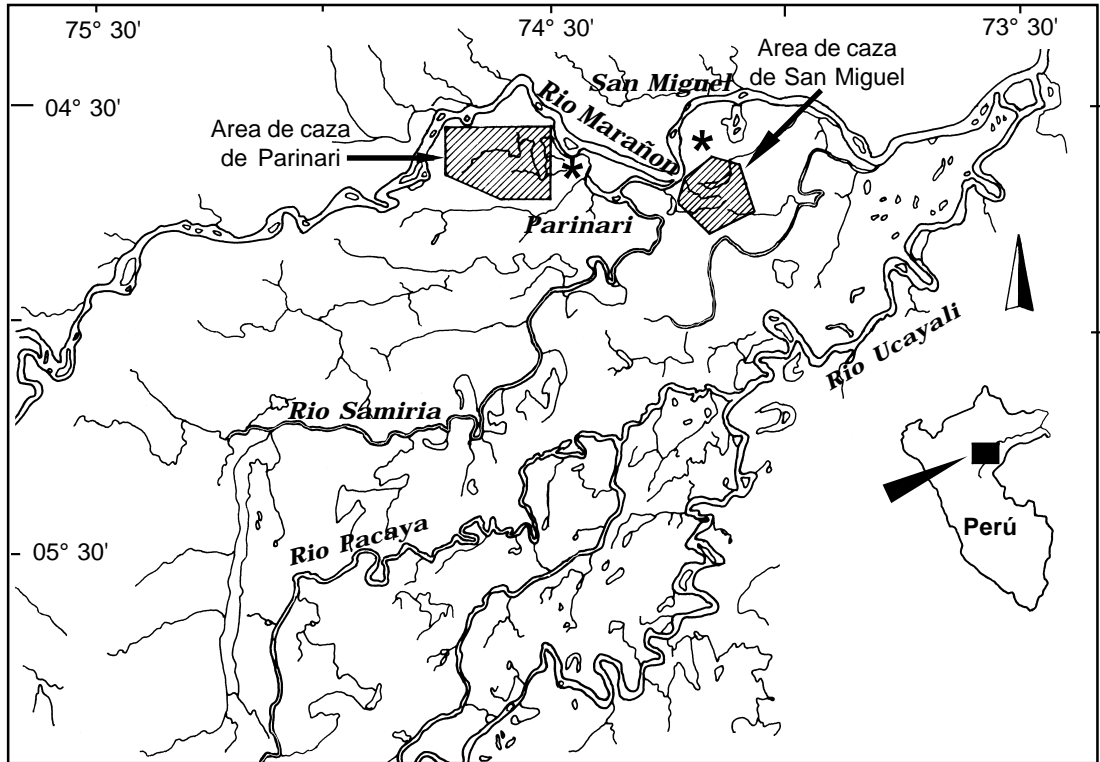 75° 30'
74° 30'
73° 30'
04° 30'
Area de caza
de San Miguel
San Miguel
Rio Marañon
Area de caza
de Parinari
*
*
Parinari
Rio Ucayali
Rio Samiria
Perú
Rio Pacaya
05° 30'